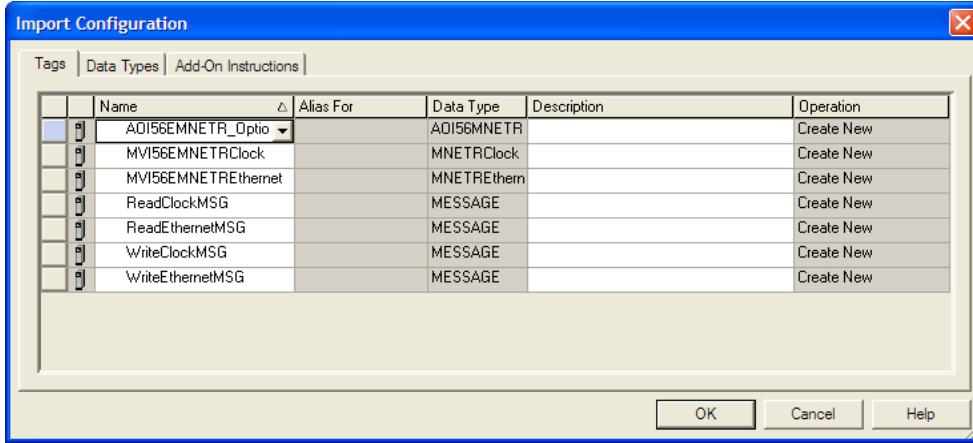 Import Configuration
Tags Data Types Add-On Instructions
Name Alias For Data Type Description Operation
AOI56EMNETR_Optio AOI56MNETR Create New
MVI56EMNETRClock MNETRClock Create New
MVI56EMNETREthernet MNETREthern Create New
ReadClockMSG MESSAGE Create New
ReadEthernetMSG MESSAGE Create New
WriteClockMSG MESSAGE Create New
WriteEthernetMSG MESSAGE Create New
OK Cancel Help